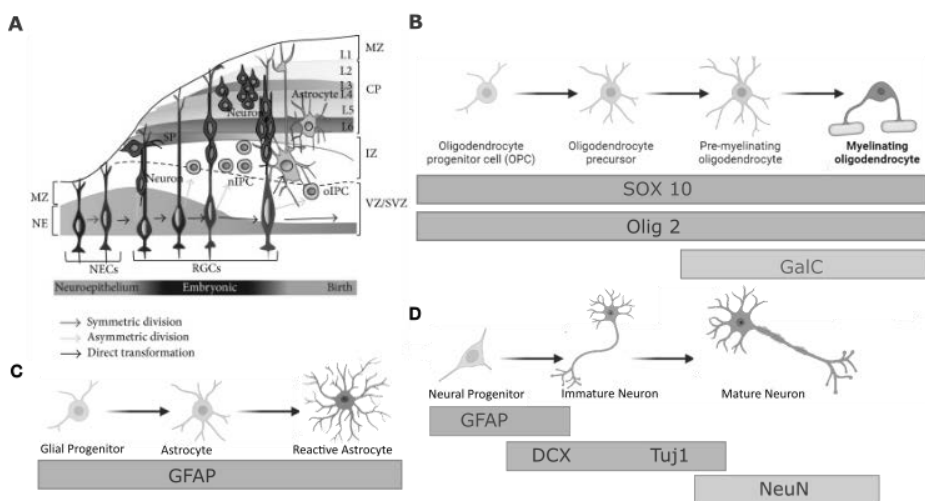 A
MZ
L1
L2
L3
L4
L5
L6
CP
Astrocyte
Neuron
SP
IZ
Neuron
nIPC
oIPC
MZ
VZ/SVZ
NE
NECs
RGCs
Neuroepithelium
Embryonic
Birth
Symmetric division
Asymmetric division
Direct transformation
B
Oligodendrocyte
progenitor cell (OPC)
Oligodendrocyte
precursor
Pre-myelinating
oligodendrocyte
Myelinating
oligodendrocyte
SOX 10
Olig 2
GalC
C
Glial Progenitor
Astrocyte
Reactive Astrocyte
GFAP
D
Neural Progenitor
Immature Neuron
Mature Neuron
GFAP
DCX
Tuj1
NeuN